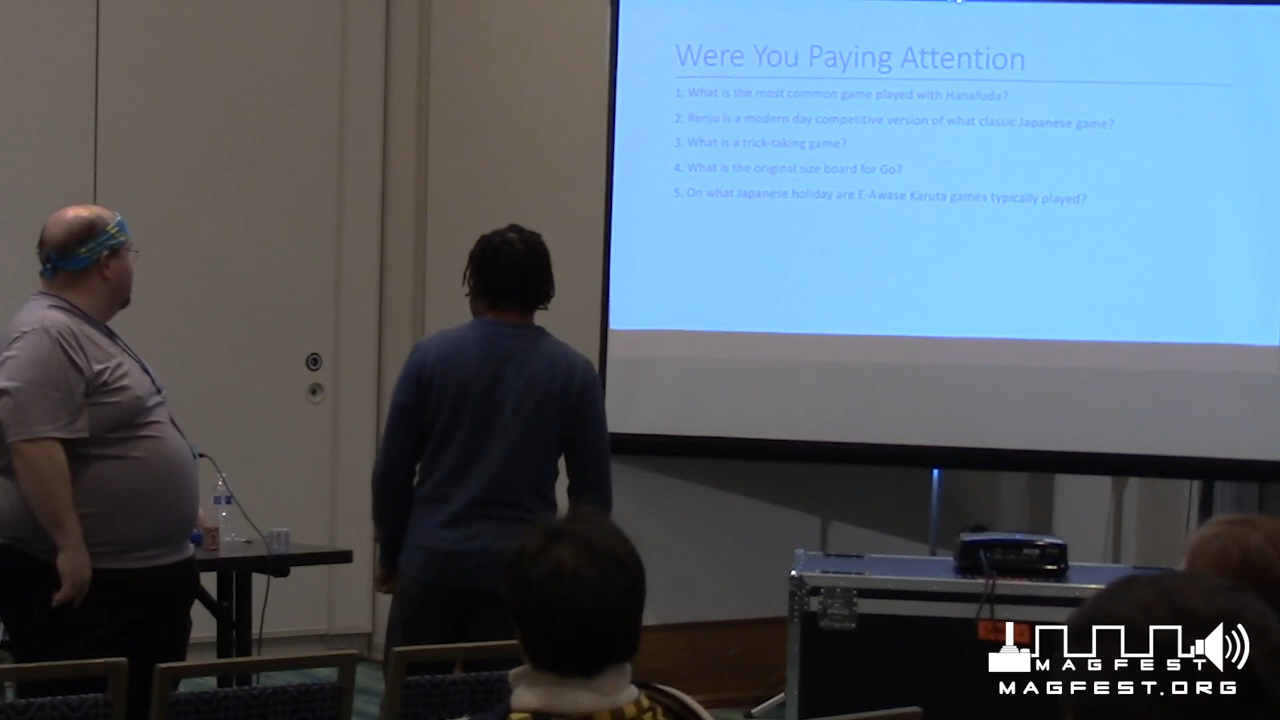 Were You Paying Attention
1. What is the most common game played with Hanafuda?
2. Renju is a modern day competitive version of what classic Japanese game?
3. What is a trick-taking game?
4. What is the original size board for Go?
5. On what Japanese holiday are E-Awase Karuta games typically played?
MAGFEST
MAGFEST.ORG